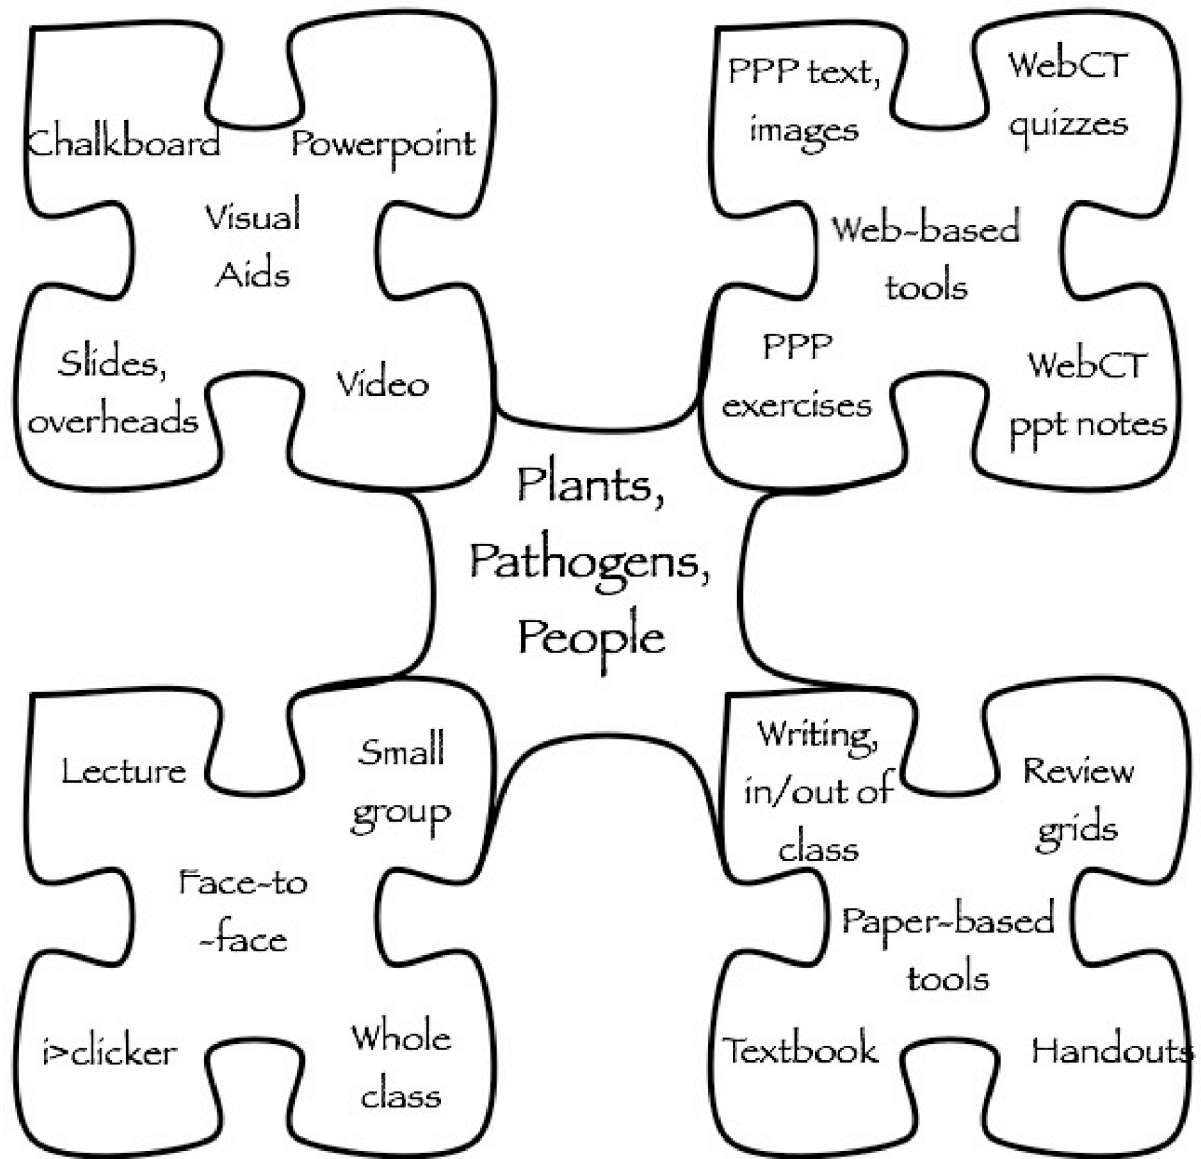 Chalkboard
Powerpoint
Visual
Aids
Slides,
overheads
Video
PPP text,
images
WebCT
quizzes
Web-based
tools
PPP
exercises
WebCT
ppt notes
Plants,
Pathogens,
People
Lecture
Small
group
Face-to
-face
i>clicker
Whole
class
Writing,
in/out of
class
Review
grids
Paper-based
tools
Textbook
Handouts